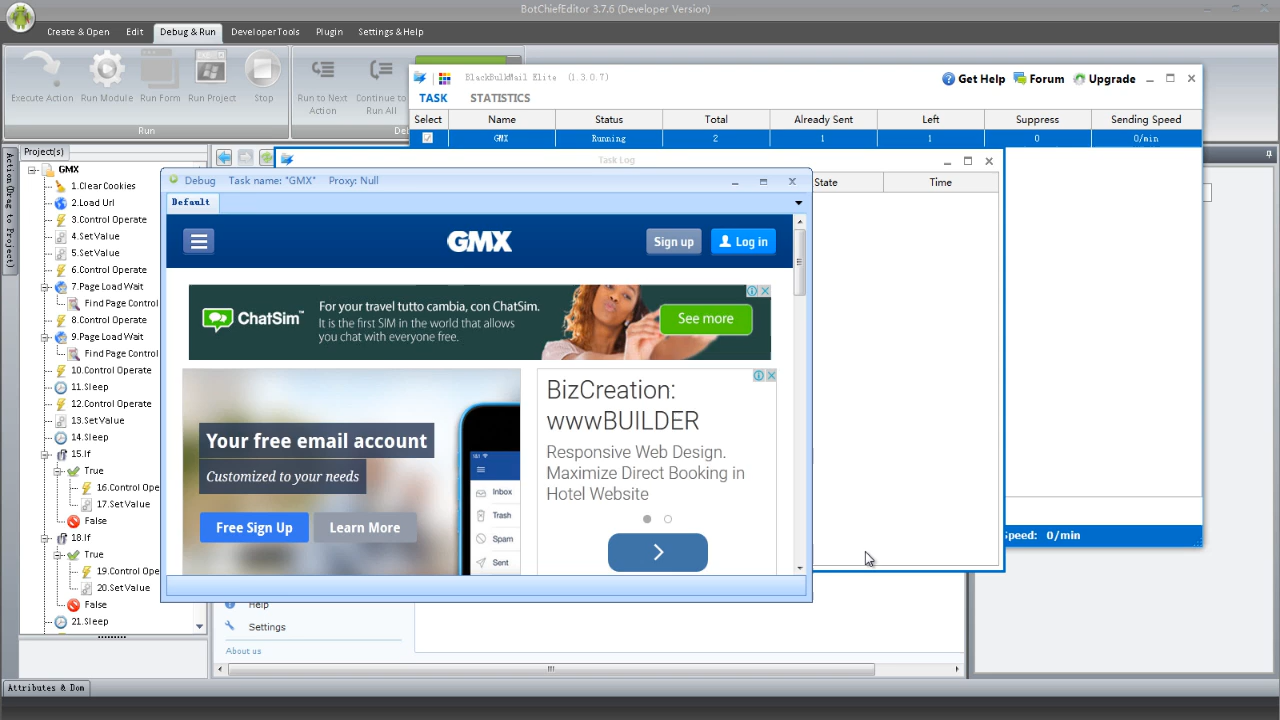 BotChiefEditor 3.7.6 (Developer Version)
Create & Open Edit Debug & Run Developer Tools Plugin Settings & Help
Execute Action Run Module Run Form Run Project Stop Run to Next Action Continue to Run All
Run
BlackBulkMail Elite (1.3.0.7) Get Help Forum Upgrade
TASK STATISTICS
Select Name Status Total Already Sent Left Suppress Sending Speed
GMX Running 2 1 1 0 0/min
Action(Drag to Project)
Project(s)
GMX
1.Clear Cookies
2.Load Url
3.Control Operate
4.SetValue
5.SetValue
6.Control Operate
7.Page Load Wait
Find Page Control
8.Control Operate
9.Page Load Wait
Find Page Control
10.Control Operate
11.Sleep
12.Control Operate
13.SetValue
14.Sleep
15.If
True
16.Control Ope
17.SetValue
False
18.If
True
19.Control Ope
20.SetValue
False
21.Sleep
Task Log
State Time
Debug Task name: "GMX" Proxy: Null
Default
GMX Sign up Log in
ChatSim™
For your travel tutto cambia, con ChatSim.
It is the first SIM in the world that allows
you chat with everyone free.
See more
Your free email account
Customized to your needs
Free Sign Up Learn More
Inbox
Trash
Spam
Sent
BizCreation:
wwwBUILDER
Responsive Web Design.
Maximize Direct Booking in
Hotel Website
Speed: 0/min
Help
Settings
About us
Attributes & Dom